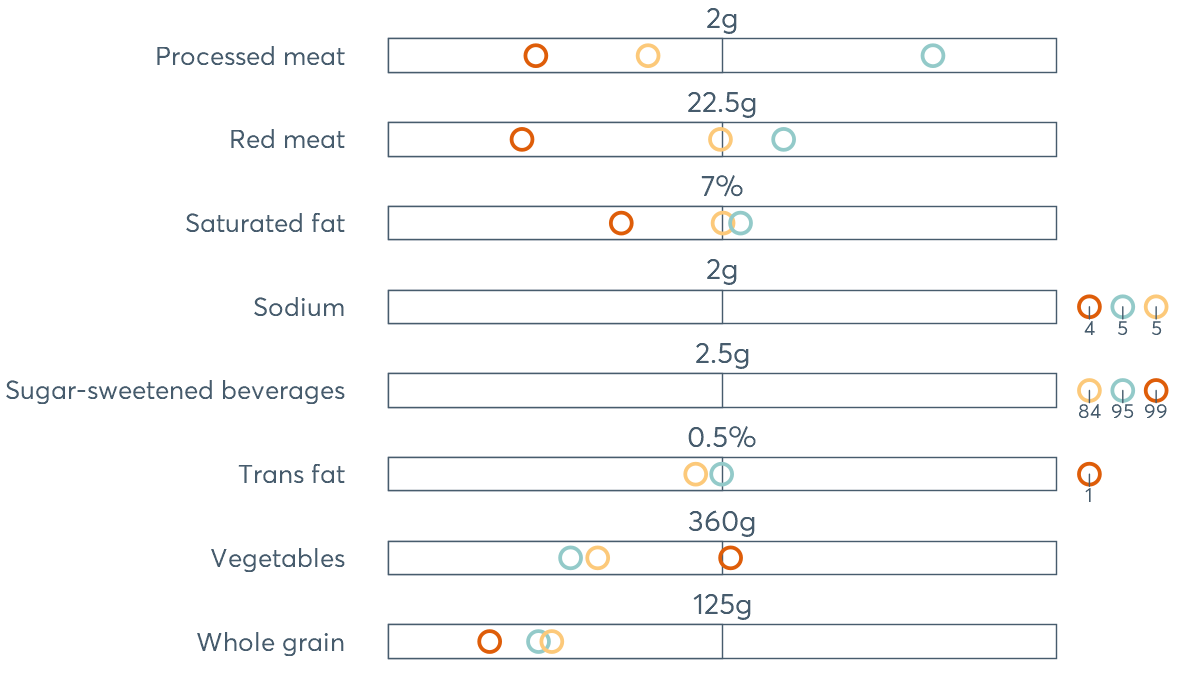 2g
Processed meat
22.5g
Red meat
7%
Saturated fat
2g
Sodium
4 5 5
2.5g
Sugar-sweetened beverages
84 95 99
0.5%
Trans fat
1
360g
Vegetables
125g
Whole grain